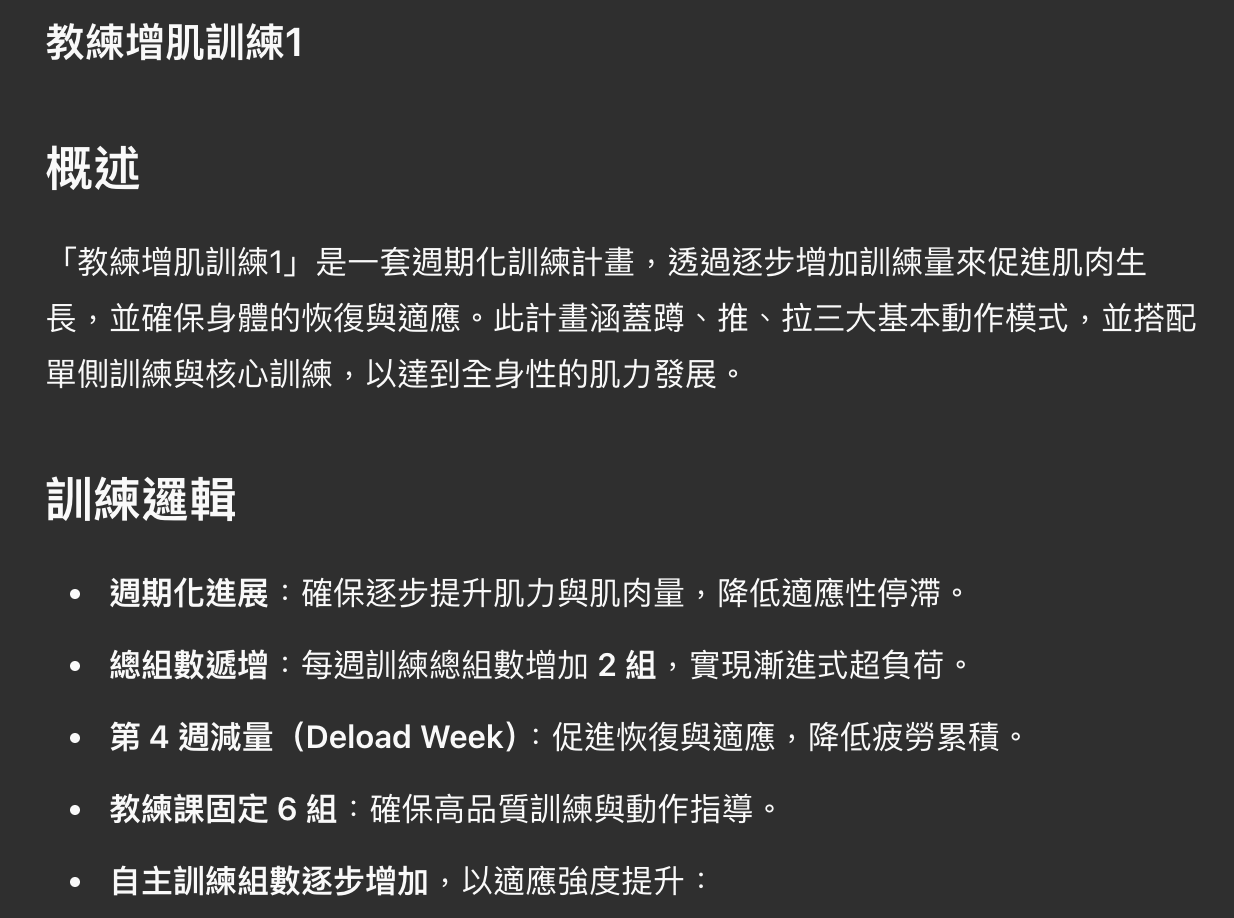 教練增肌訓練1
概述
「教練增肌訓練1」是一套週期化訓練計畫，透過逐步增加訓練量來促進肌肉生
長，並確保身體的恢復與適應。此計畫涵蓋蹲、推、拉三大基本動作模式，並搭配
單側訓練與核心訓練，以達到全身性的肌力發展。
訓練邏輯
• 週期化進展：確保逐步提升肌力與肌肉量，降低適應性停滯。
• 總組數遞增：每週訓練總組數增加 2 組，實現漸進式超負荷。
• 第 4 週減量（Deload Week）：促進恢復與適應，降低疲勞累積。
• 教練課固定 6 組：確保高品質訓練與動作指導。
• 自主訓練組數逐步增加，以適應強度提升：